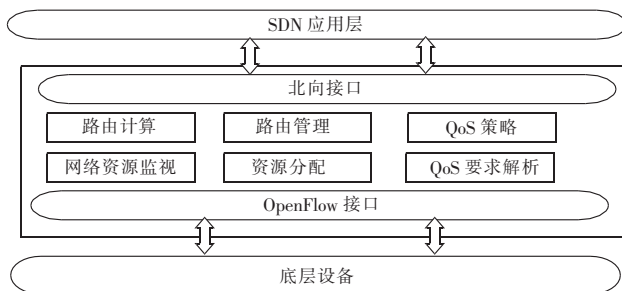 SDN 应用层
北向接口
路由计算 路由管理 QoS 策略
网络资源监视 资源分配 QoS 要求解析
OpenFlow 接口
底层设备